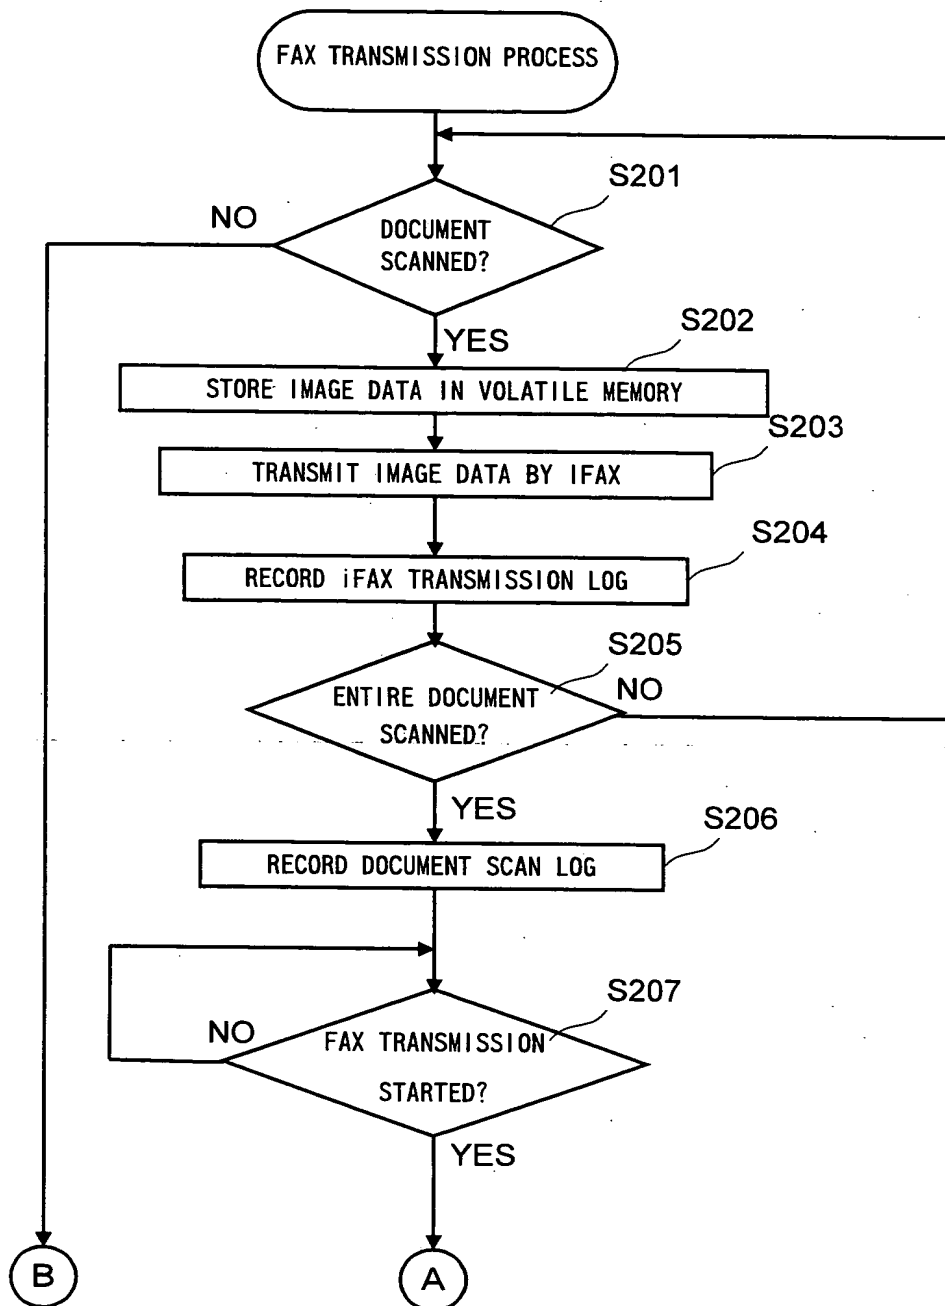 FAX TRANSMISSION PROCESS
S201
NO
DOCUMENT
SCANNED?
YES
S202
STORE IMAGE DATA IN VOLATILE MEMORY
S203
TRANSMIT IMAGE DATA BY IFAX
S204
RECORD iFAX TRANSMISSION LOG
S205
ENTIRE DOCUMENT
NO
SCANNED?
YES
S206
RECORD DOCUMENT SCAN LOG
S207
NO
FAX TRANSMISSION
STARTED?
YES
B
A